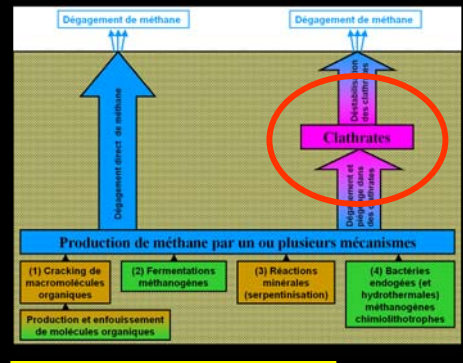 Dégagement de méthane
Dégagement de méthane
Dégagement direct de méthane
Déstabilisation
des clathrates
Clathrates
Dégagement et
piégeage dans
des clathrates
Production de méthane par un ou plusieurs mécanismes
(1) Cracking de
macromolécules
organiques
(2) Fermentations
méthanogènes
(3) Réactions
minérales
(serpentinisation)
(4) Bactéries
endogées (et
hydrothermales)
méthanogènes
chimiolithotrophes
Production et enfouissement
de molécules organiques